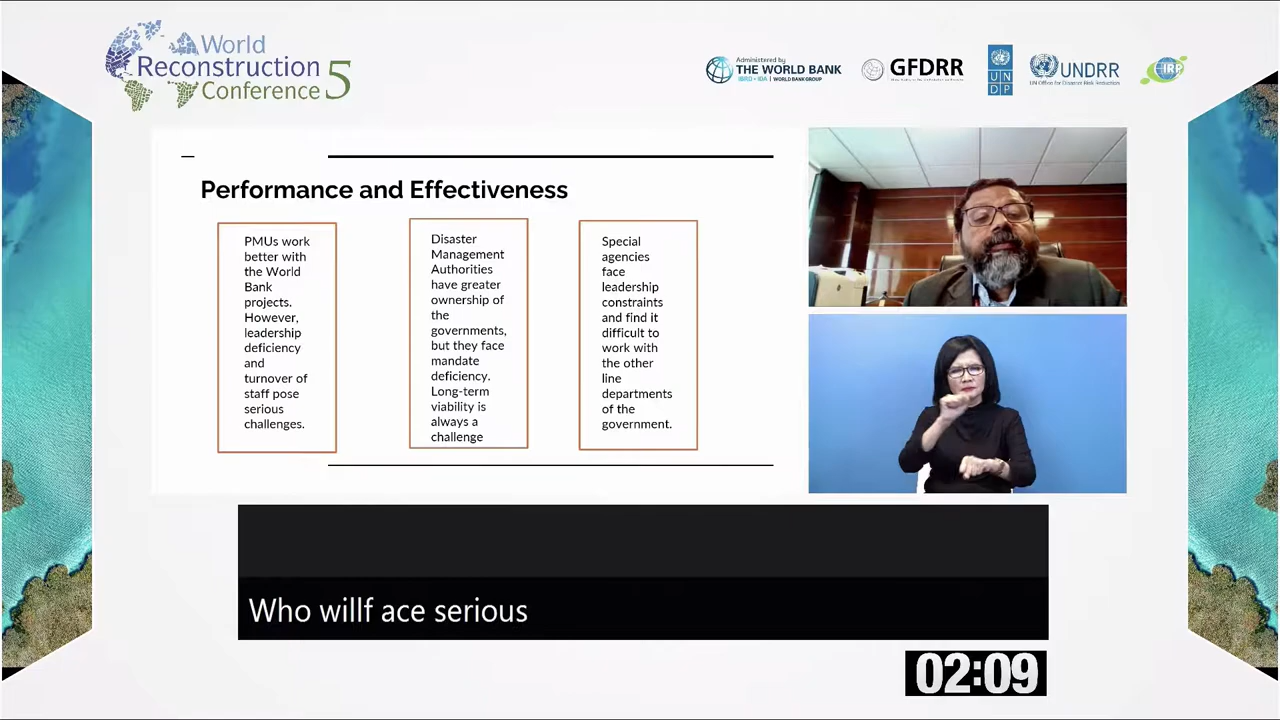 World
Reconstruction
Conference 5
Administered by
THE WORLD BANK
IBRD • IDA | WORLD BANK GROUP
GFDRR
U N
D P
UNDRR
UN Office for Disaster Risk Reduction
IRP
Performance and Effectiveness
PMUs work
better with
the World
Bank
projects.
However,
leadership
deficiency
and
turnover of
staff pose
serious
challenges.
Disaster
Management
Authorities
have greater
ownership of
the
governments,
but they face
mandate
deficiency.
Long-term
viability is
always a
challenge
Special
agencies
face
leadership
constraints
and find it
difficult to
work with
the other
line
departments
of the
government.
Who willf ace serious
02:09